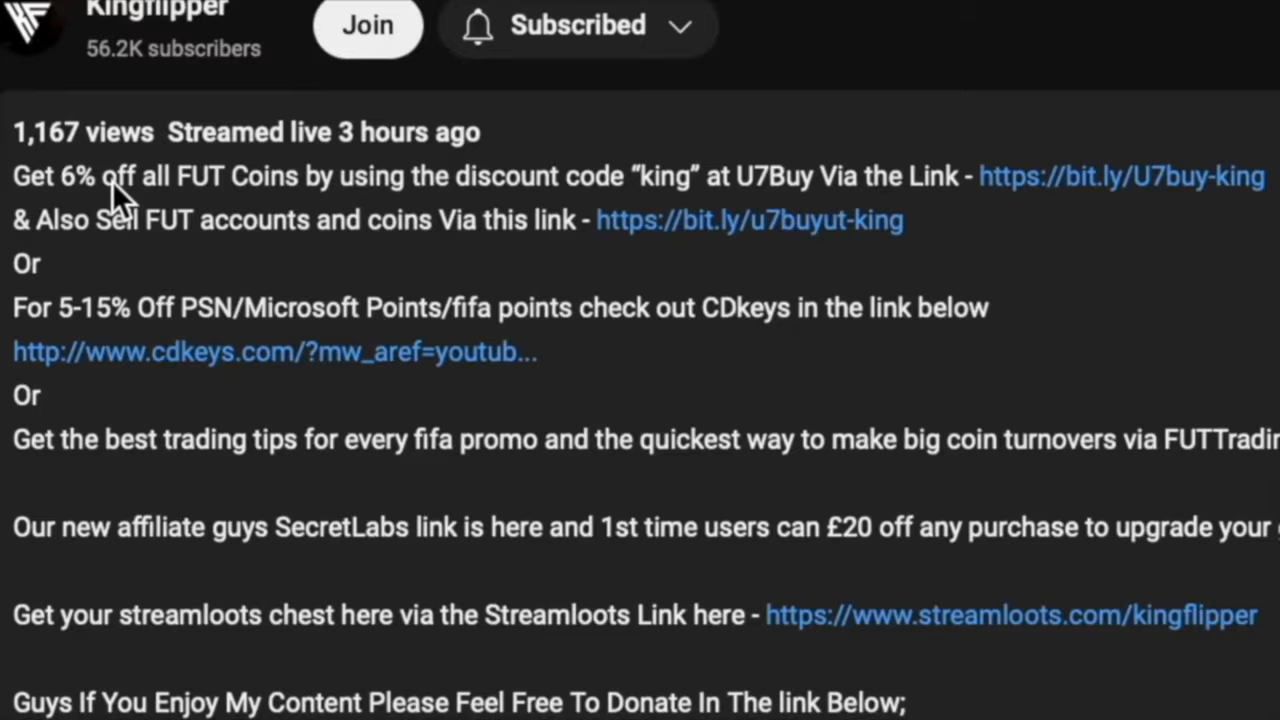 Kingflipper
56.2K subscribers
Join
Subscribed
1,167 views Streamed live 3 hours ago
Get 6% off all FUT Coins by using the discount code “king” at U7Buy Via the Link - https://bit.ly/U7buy-king
& Also Sell FUT accounts and coins Via this link - https://bit.ly/u7buyut-king
Or
For 5-15% Off PSN/Microsoft Points/fifa points check out CDkeys in the link below
http://www.cdkeys.com/?mw_aref=youtub...
Or
Get the best trading tips for every fifa promo and the quickest way to make big coin turnovers via
Our new affiliate guys SecretLabs link is here and 1st time users can £20 off any purchase to upgrade your
Get your streamloots chest here via the Streamloots Link here - https://www.streamloots.com/kingflipper
Guys If You Enjoy My Content Please Feel Free To Donate In The link Below;